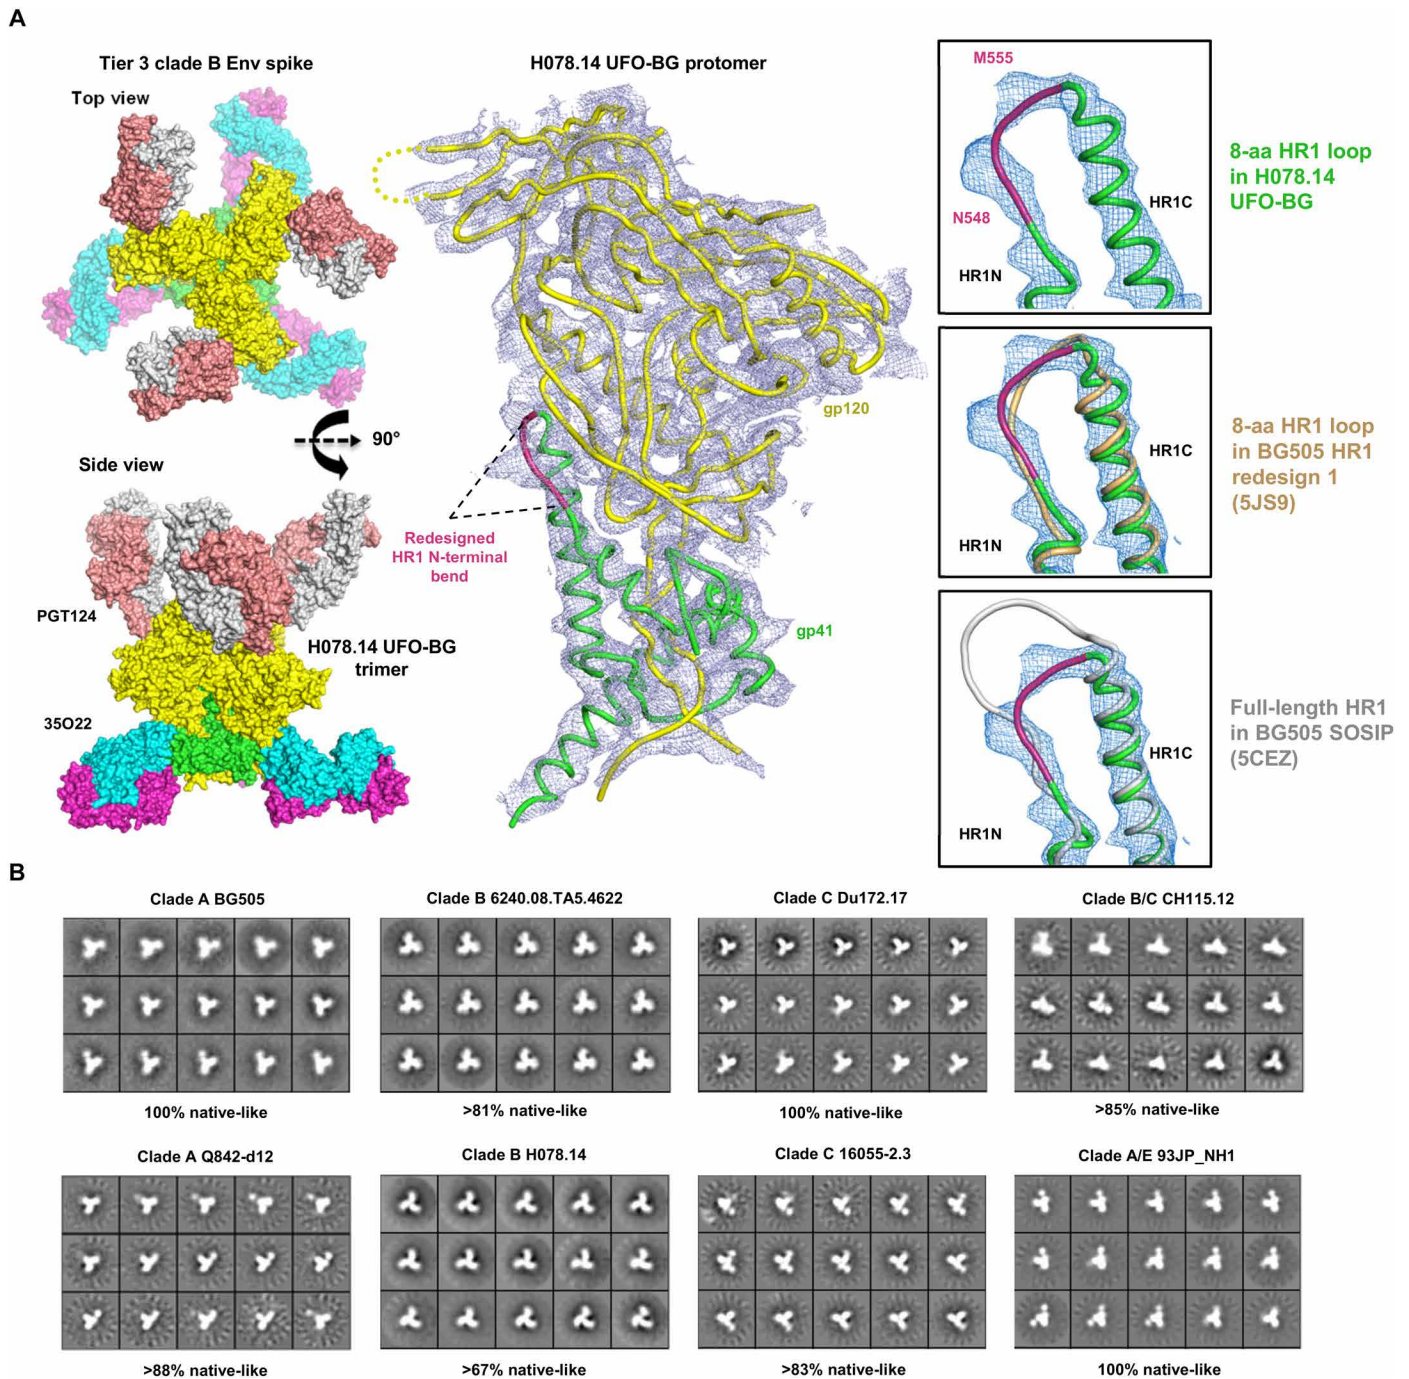 A
Tier 3 clade B Env spike
Top view
90°
Side view
PGT124
H078.14 UFO-BG
trimer
35O22
H078.14 UFO-BG protomer
gp120
Redesigned
HR1 N-terminal
bend
gp41
M555
N548
HR1C
HR1N
8-aa HR1 loop
in H078.14
UFO-BG
HR1C
HR1N
8-aa HR1 loop
in BG505 HR1
redesign 1
(5JS9)
HR1C
HR1N
Full-length HR1
in BG505 SOSIP
(5CEZ)
B
Clade A BG505
Clade B 6240.08.TA5.4622
Clade C Du172.17
Clade B/C CH115.12
100% native-like
>81% native-like
100% native-like
>85% native-like
Clade A Q842-d12
Clade B H078.14
Clade C 16055-2.3
Clade A/E 93JP_NH1
>88% native-like
>67% native-like
>83% native-like
100% native-like